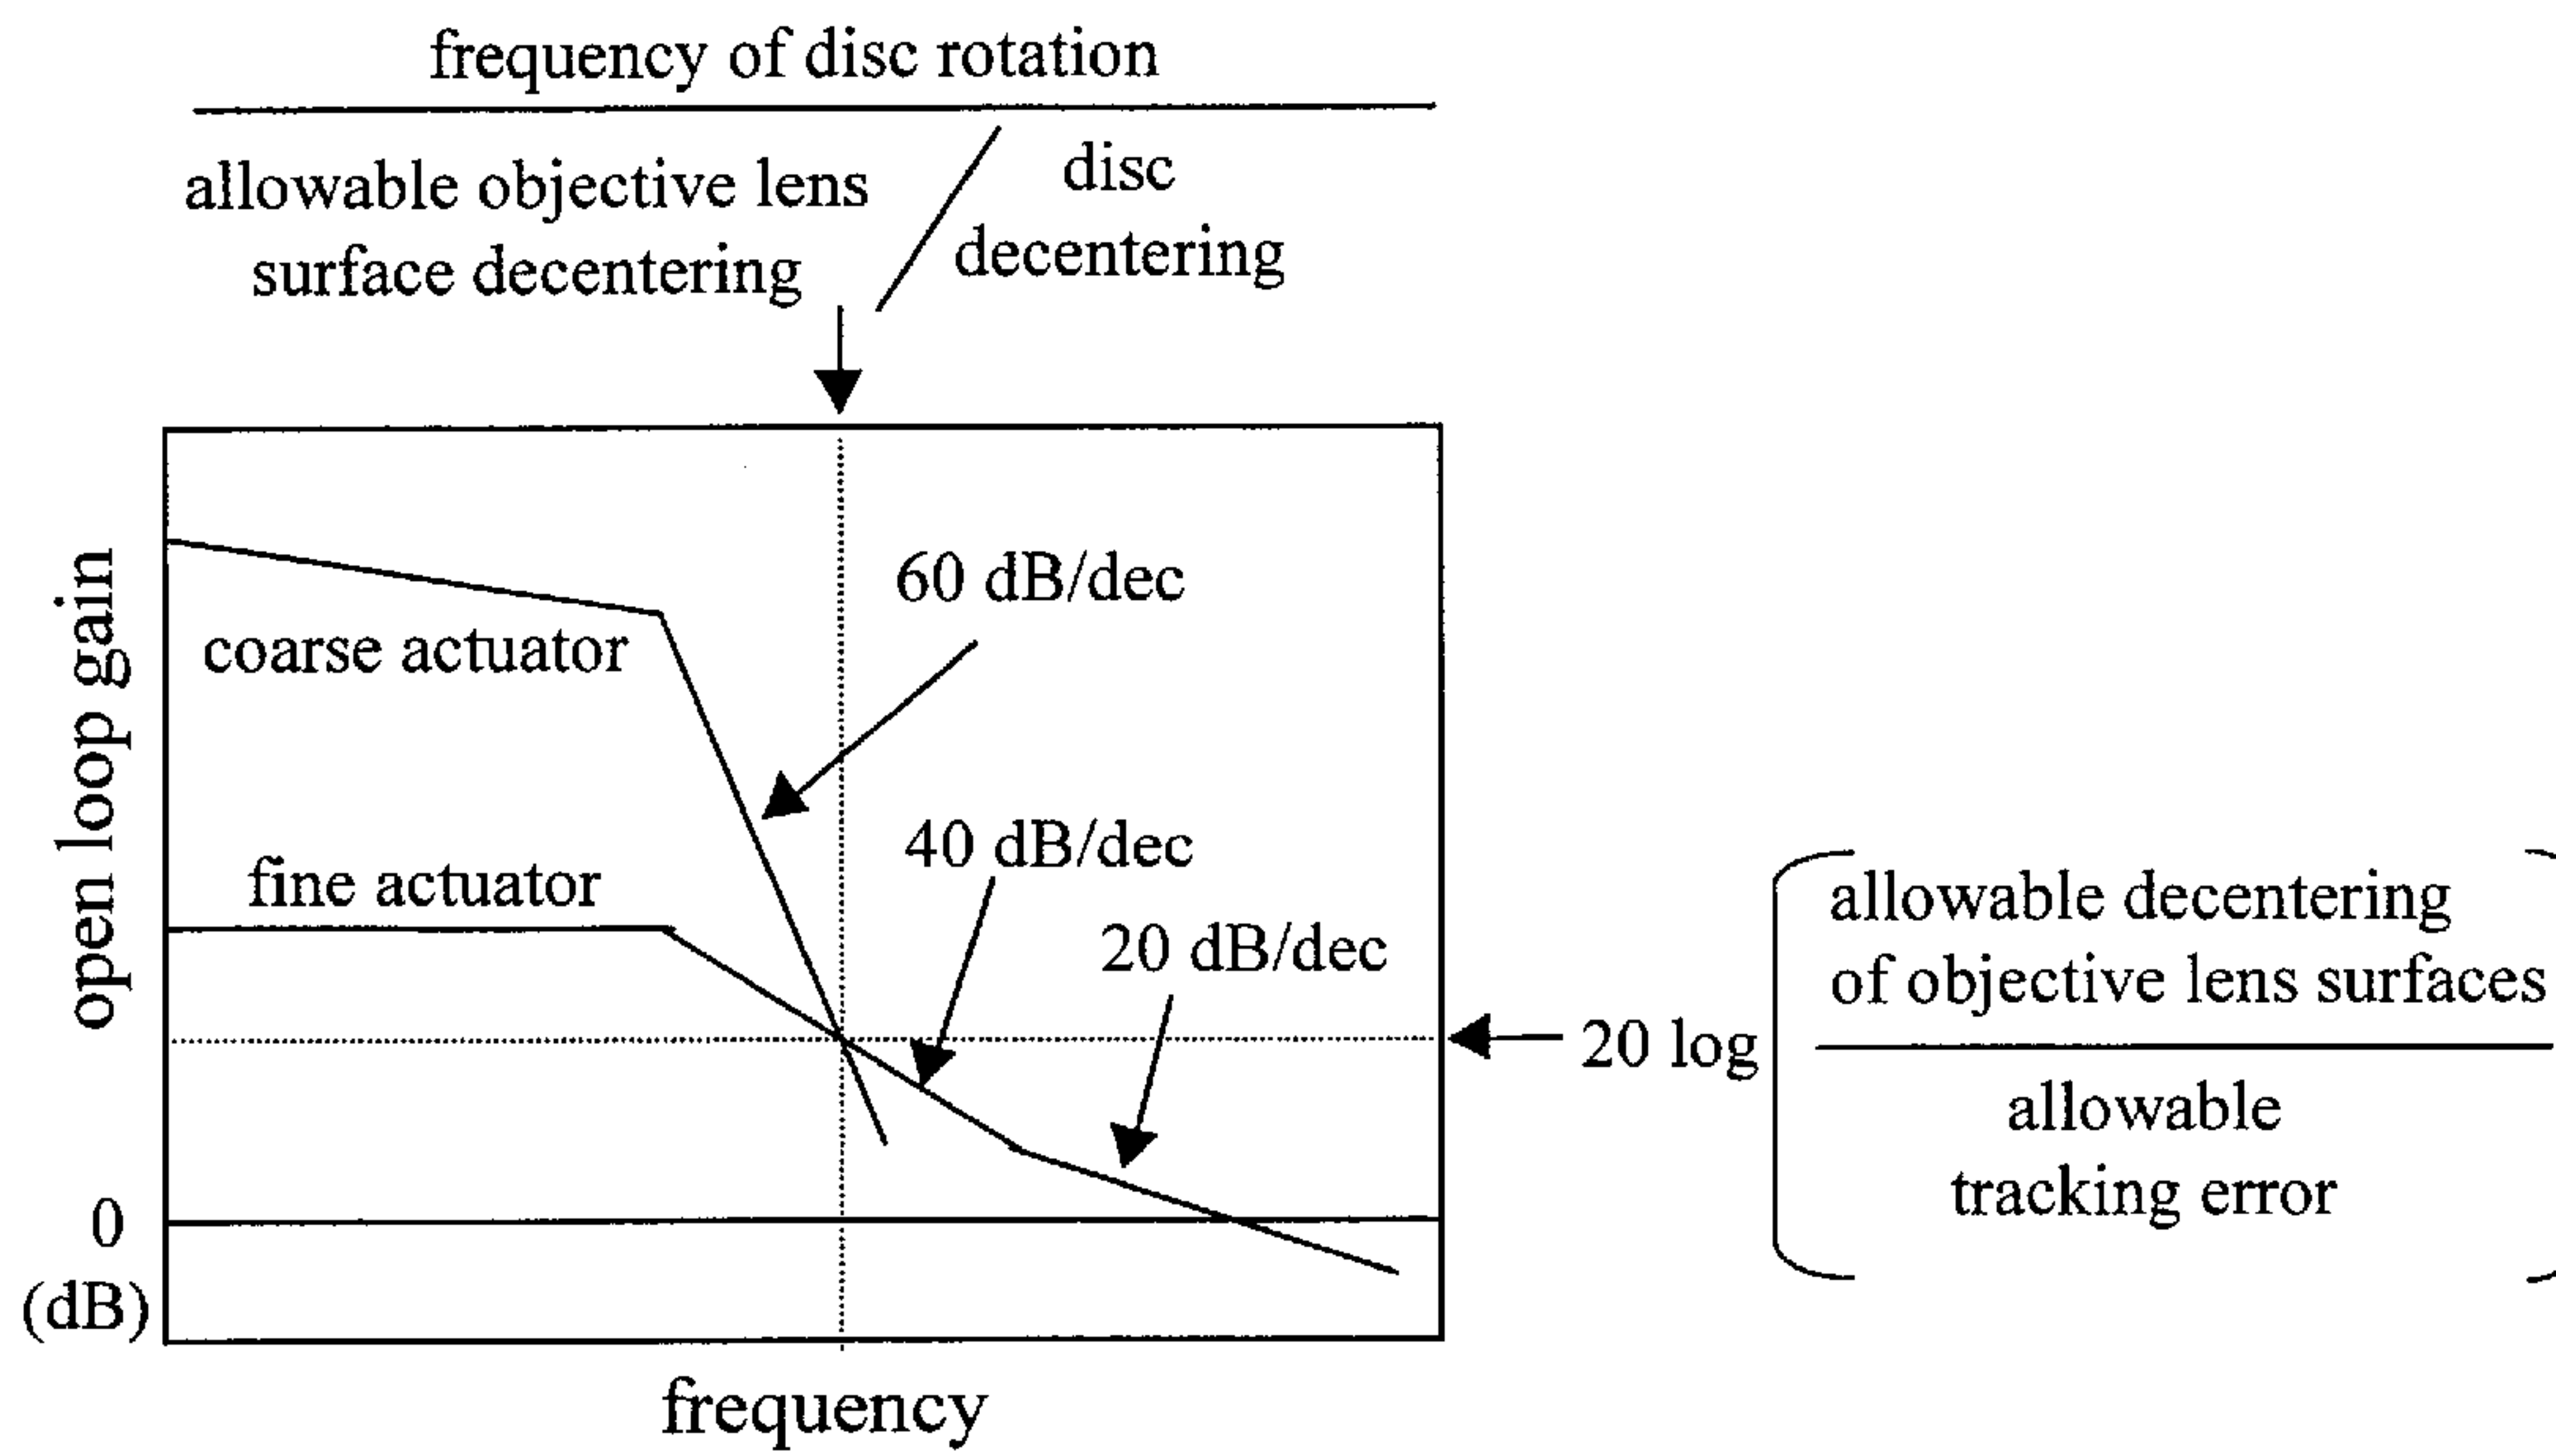 frequency of disc rotation
allowable objective lens
surface decentering
disc
decentering
open loop gain
coarse actuator
fine actuator
60 dB/dec
40 dB/dec
20 dB/dec
0
(dB)
frequency
20 log
allowable decentering
of objective lens surfaces
allowable
tracking error